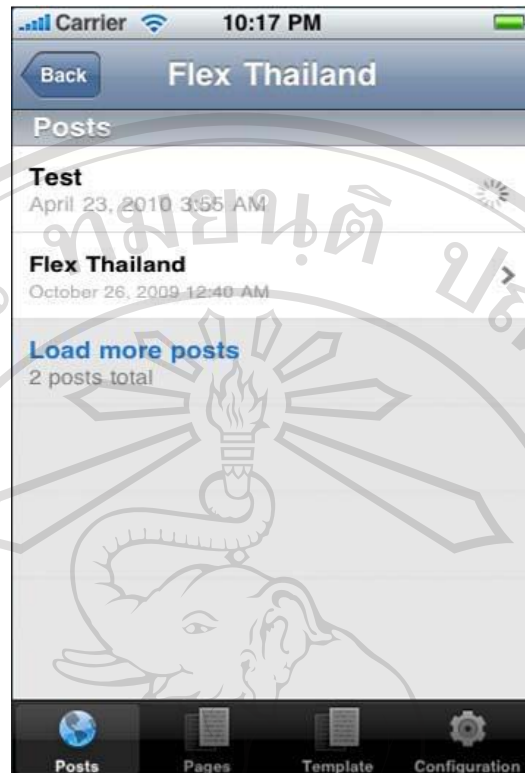 Carrier 10:17 PM
Back Flex Thailand
Posts
Test
April 23, 2010 3:55 AM
Flex Thailand
October 26, 2009 12:40 AM
Load more posts
2 posts total
Posts Pages Template Configuration